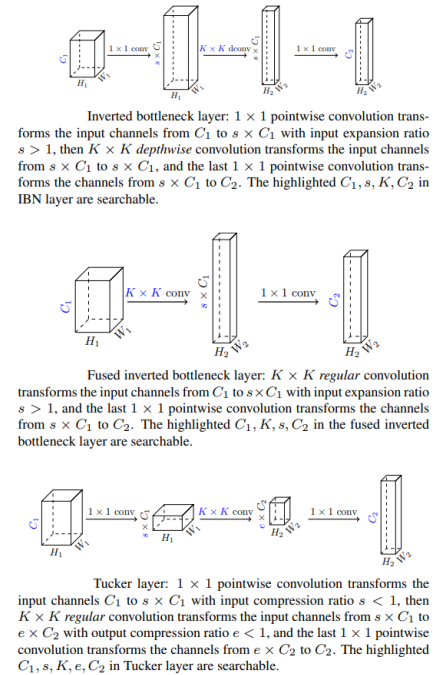 C₁ 1 × 1 conv s × C₁ K × K dconv s × C₁ 1 × 1 conv C₂
H₁ W₁ H₁ W₁ H₂ W₂ H₂ W₂
Inverted bottleneck layer: 1 × 1 pointwise convolution trans-
forms the input channels from C₁ to s × C₁ with input expansion ratio
s > 1, then K × K depthwise convolution transforms the input channels
from s × C₁ to s × C₁, and the last 1 × 1 pointwise convolution trans-
forms the channels from s × C₁ to C₂. The highlighted C₁, s, K, C₂ in
IBN layer are searchable.
C₁ K × K conv s × C₁ 1 × 1 conv C₂
H₁ W₁ H₂ W₂ H₂ W₂
Fused inverted bottleneck layer: K × K regular convolution
transforms the input channels from C₁ to s × C₁ with input expansion ratio
s > 1, and the last 1 × 1 pointwise convolution transforms the channels
from s × C₁ to C₂. The highlighted C₁, K, s, C₂ in the fused inverted
bottleneck layer are searchable.
C₁ 1 × 1 conv s × C₁ K × K conv e × C₂ 1 × 1 conv C₂
H₁ W₁ H₁ W₁ H₂ W₂ H₂ W₂
Tucker layer: 1 × 1 pointwise convolution transforms the
input channels C₁ to s × C₁ with input compression ratio s < 1, then
K × K regular convolution transforms the input channels from s × C₁ to
e × C₂ with output compression ratio e < 1, and the last 1 × 1 pointwise
convolution transforms the channels from e × C₂ to C₂. The highlighted
C₁, s, K, e, C₂ in Tucker layer are searchable.